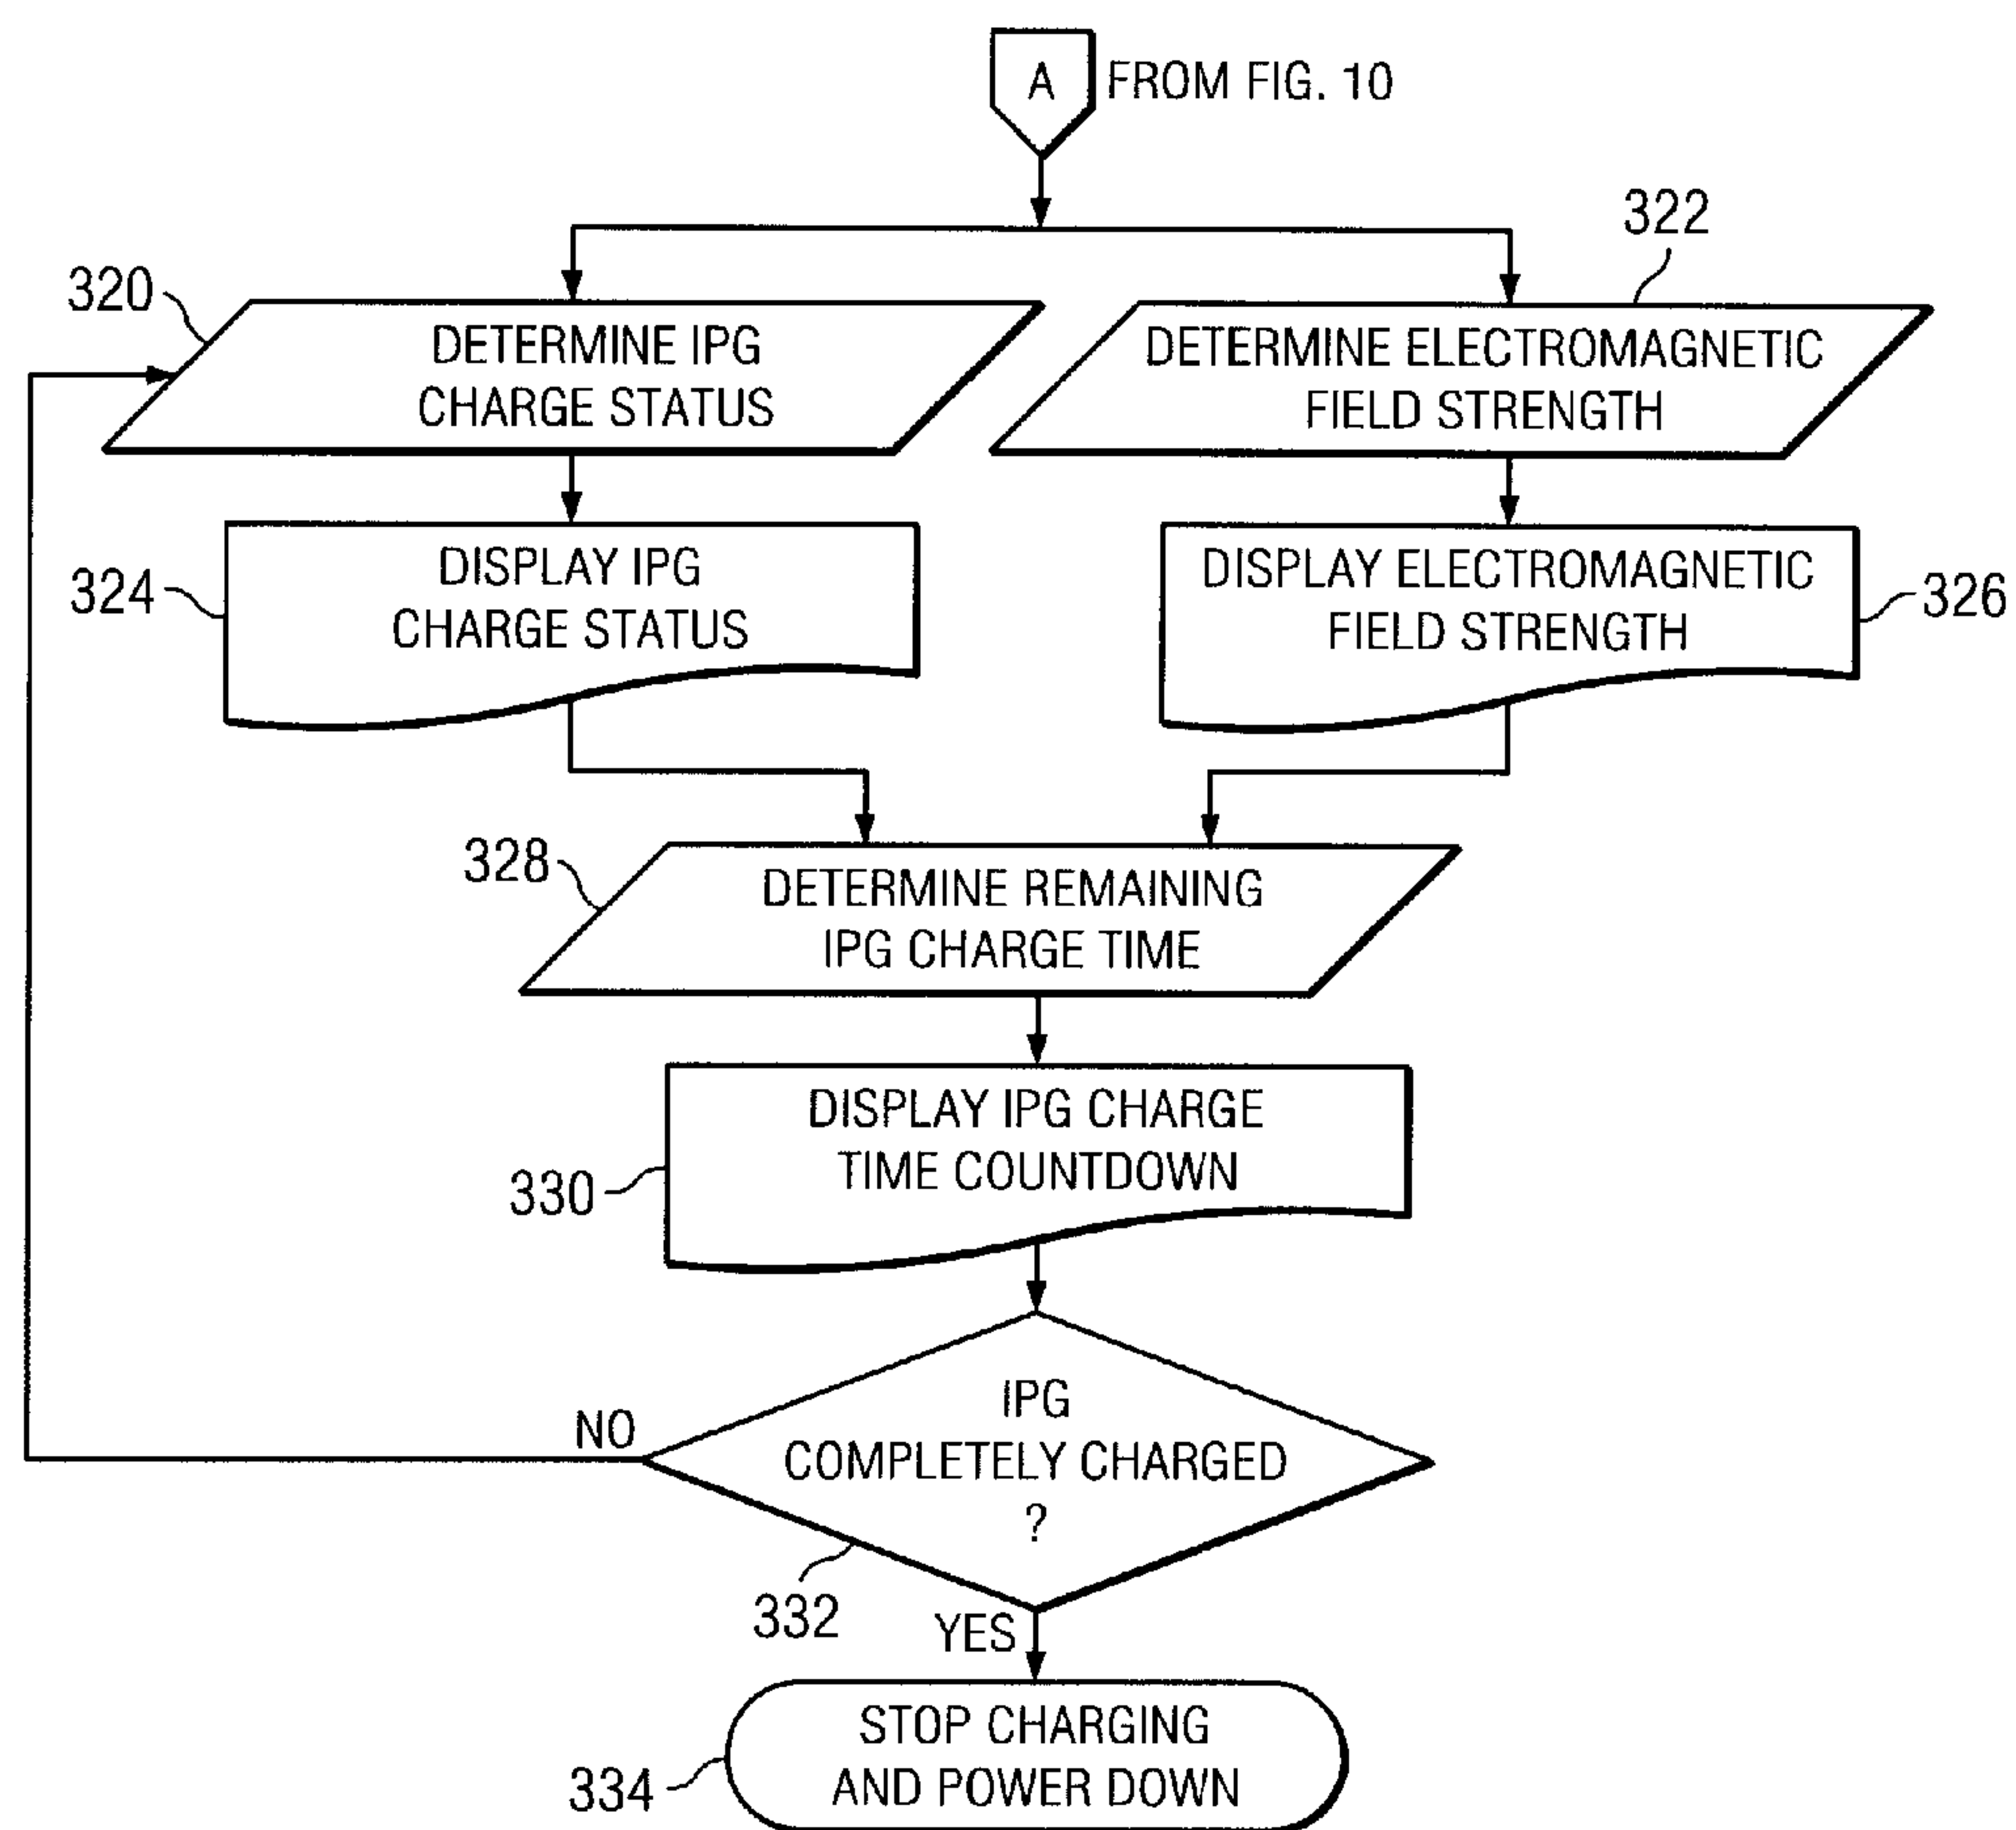 A FROM FIG. 10
322
320
DETERMINE IPG
CHARGE STATUS
DETERMINE ELECTROMAGNETIC
FIELD STRENGTH
324
DISPLAY IPG
CHARGE STATUS
DISPLAY ELECTROMAGNETIC
FIELD STRENGTH
326
328
DETERMINE REMAINING
IPG CHARGE TIME
330
DISPLAY IPG CHARGE
TIME COUNTDOWN
NO
IPG
COMPLETELY CHARGED
?
332
YES
STOP CHARGING
AND POWER DOWN
334